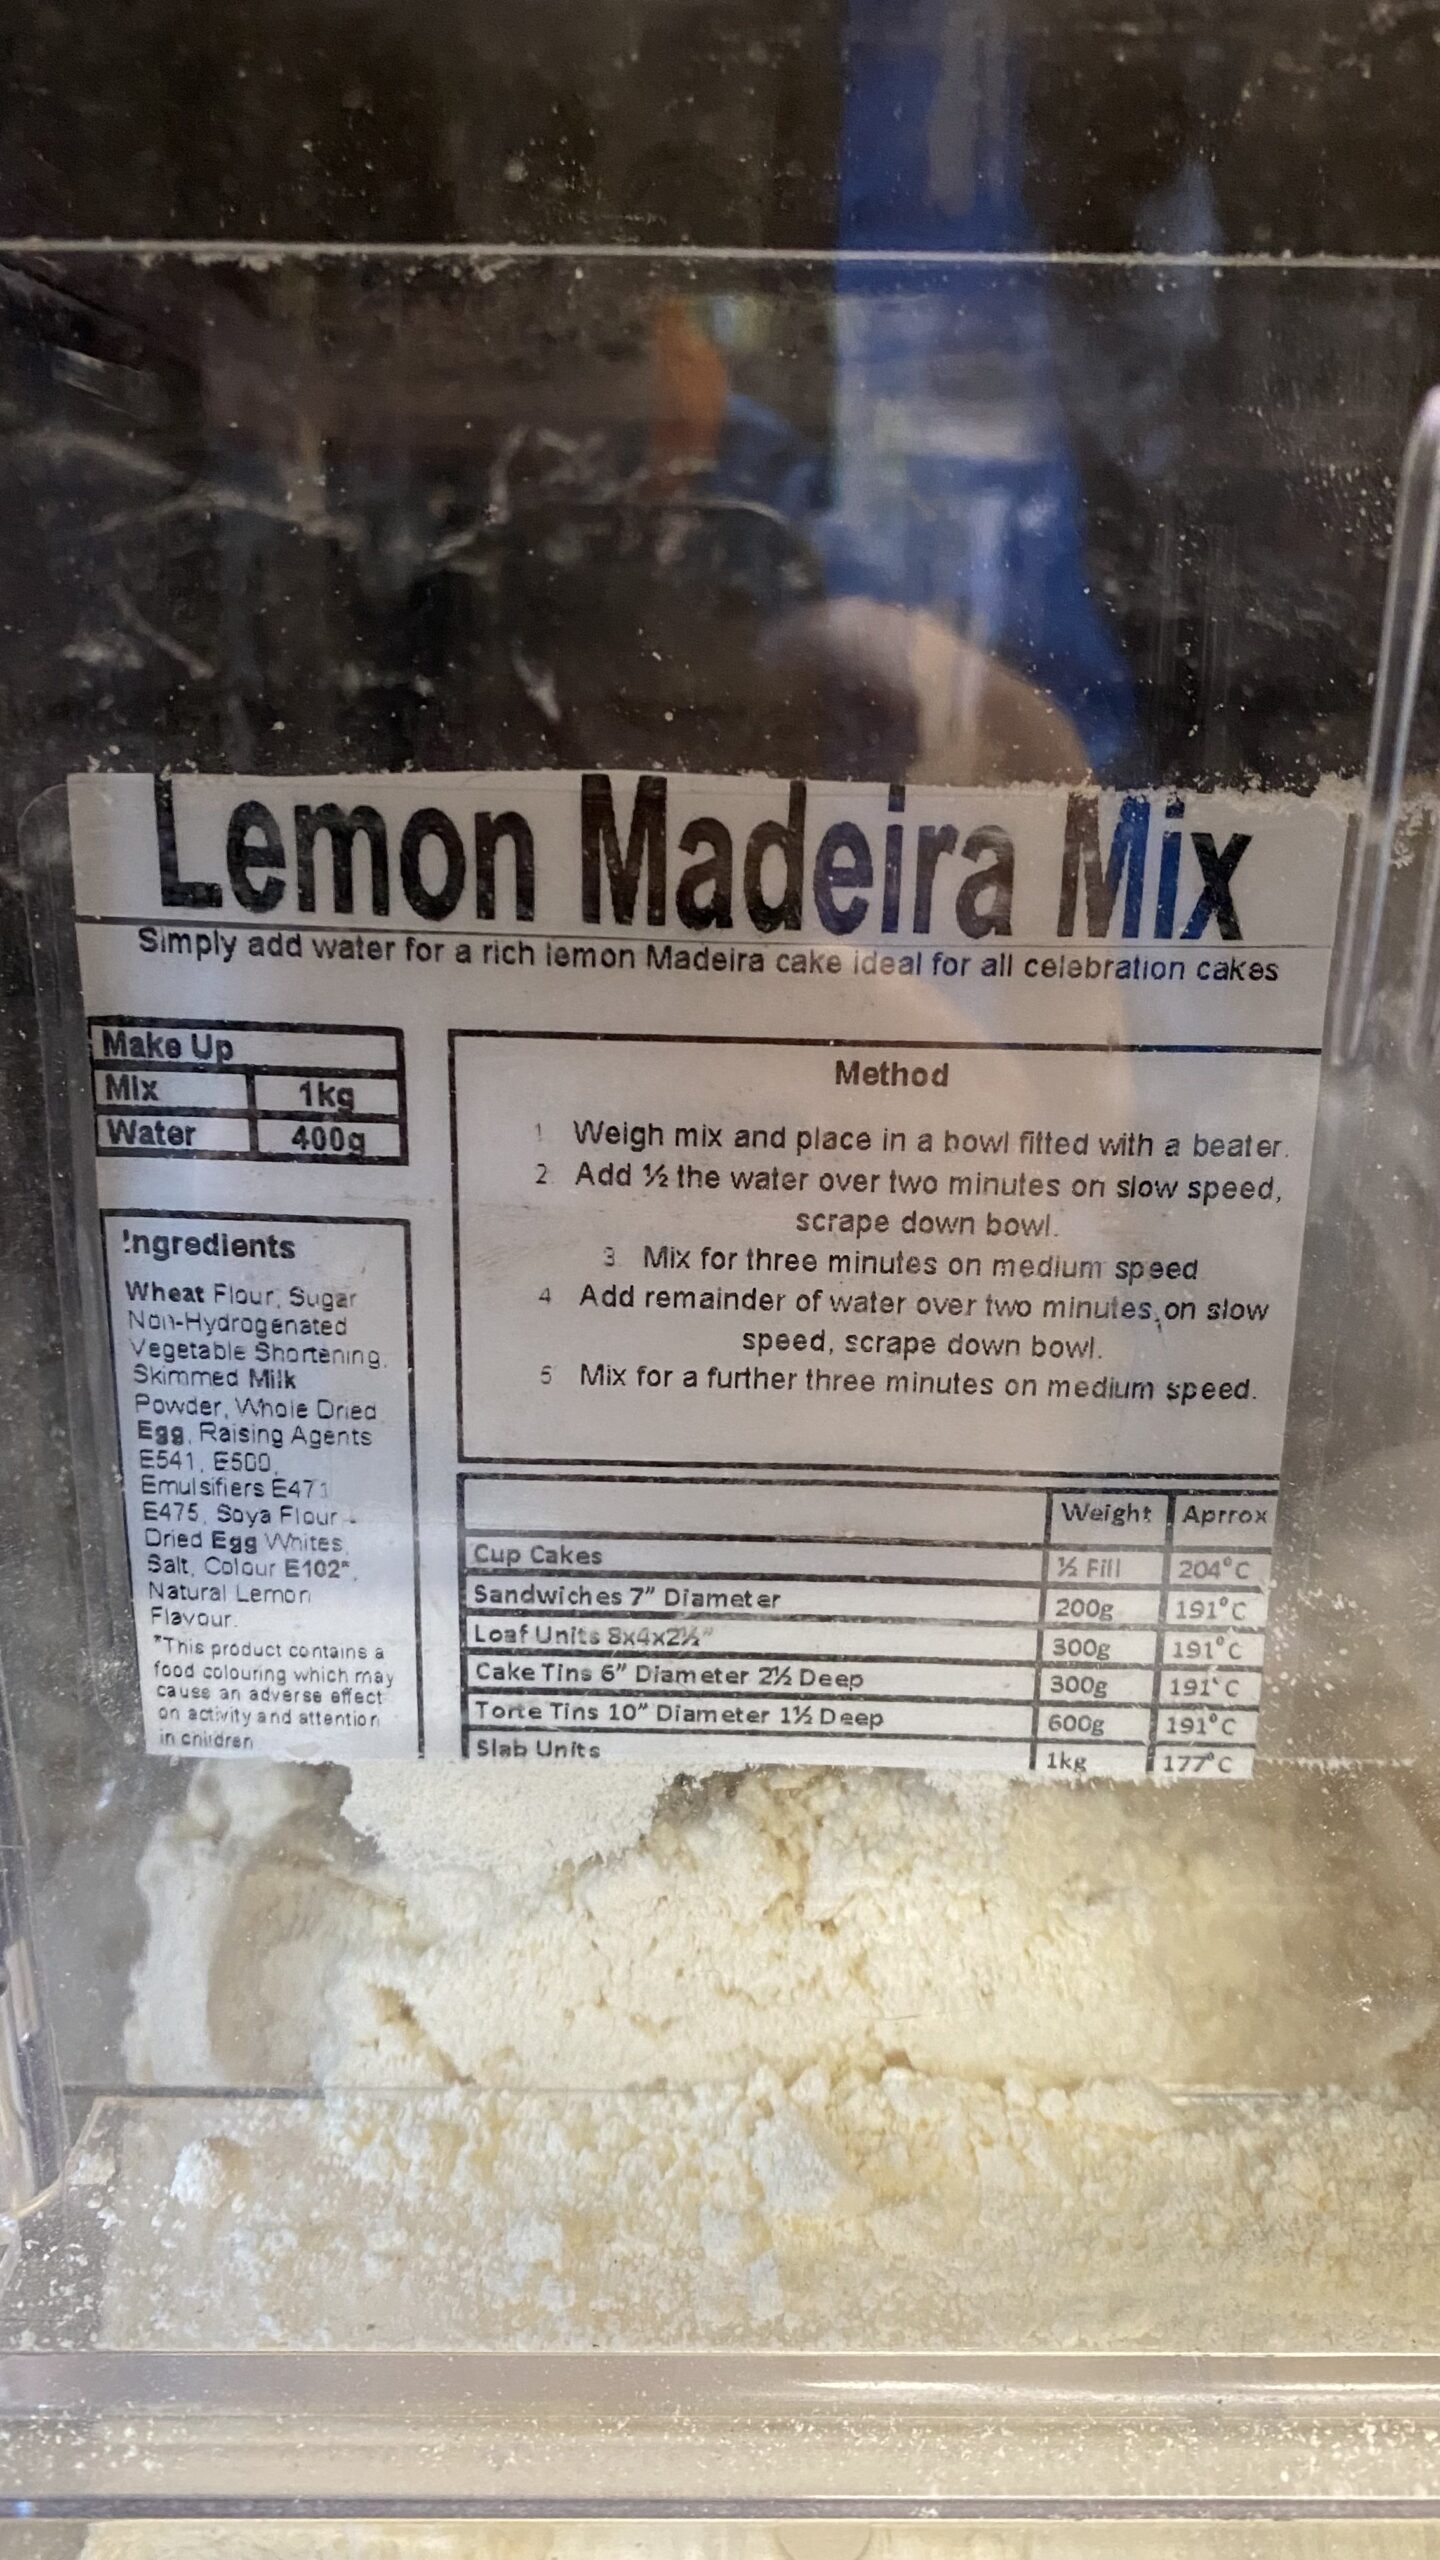 Lemon Madeira Mix
Simply add water for a rich lemon Madeira cake ideal for all celebration cakes
Make Up
Mix 1kg
Water 400g
Ingredients
Wheat Flour, Sugar
Non-Hydrogenated
Vegetable Shortening,
Skimmed Milk
Powder, Whole Dried
Egg, Raising Agents
E541, E500,
Emulsifiers E471
E475, Soya Flour
Dried Egg Whites,
Salt, Colour E102*,
Natural Lemon
Flavour.
*This product contains a
food colouring which may
cause an adverse effect
on activity and attention
in children
Method
1 Weigh mix and place in a bowl fitted with a beater.
2 Add ½ the water over two minutes on slow speed,
scrape down bowl.
3 Mix for three minutes on medium speed
4 Add remainder of water over two minutes, on slow
speed, scrape down bowl.
5 Mix for a further three minutes on medium speed.
Weight Aprrox
Cup Cakes ½ Fill 204°C
Sandwiches 7" Diameter 200g 191°C
Loaf Units 8x4x2½" 300g 191°C
Cake Tins 6" Diameter 2½ Deep 300g 191°C
Torte Tins 10" Diameter 1½ Deep 600g 191°C
Slab Units 1kg 177°C